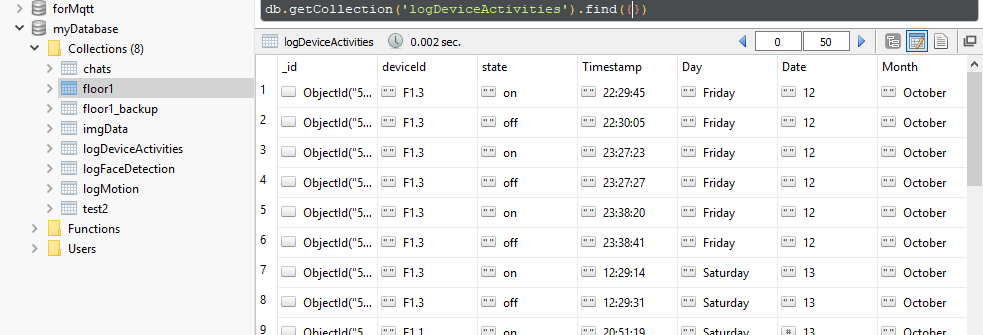 db.getCollection('logDeviceActivities').find({})
forMqtt
myDatabase
Collections (8)
chats
floor1
floor1_backup
imgData
logDeviceActivities
logFaceDetection
logMotion
test2
Functions
Users
logDeviceActivities 0.002 sec. 0 50
_id deviceId state Timestamp Day Date Month
1 ObjectId("5... "" F1.3 "" on "" 22:29:45 "" Friday "" 12 "" October
2 ObjectId("5... "" F1.3 "" off "" 22:30:05 "" Friday "" 12 "" October
3 ObjectId("5... "" F1.3 "" on "" 23:27:23 "" Friday "" 12 "" October
4 ObjectId("5... "" F1.3 "" off "" 23:27:27 "" Friday "" 12 "" October
5 ObjectId("5... "" F1.3 "" on "" 23:38:20 "" Friday "" 12 "" October
6 ObjectId("5... "" F1.3 "" off "" 23:38:41 "" Friday "" 12 "" October
7 ObjectId("5... "" F1.3 "" on "" 12:29:14 "" Saturday "" 13 "" October
8 ObjectId("5... "" F1.3 "" off "" 12:29:31 "" Saturday "" 13 "" October
9 ObjectId("5... "" F1.1 "" on "" 20:51:19 "" Saturday # 13 "" October